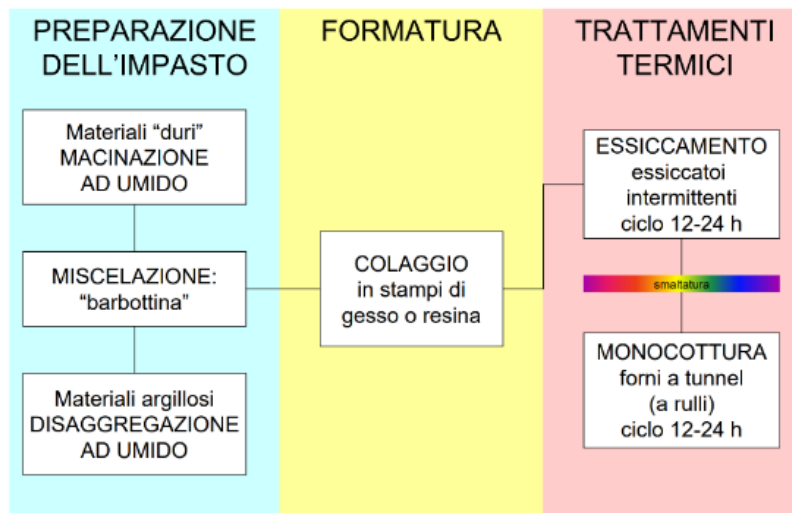 PREPARAZIONE
DELL'IMPASTO
Materiali "duri"
MACINAZIONE
AD UMIDO
MISCELAZIONE:
"barbottina"
Materiali argillosi
DISAGGREGAZIONE
AD UMIDO
FORMATURA
COLAGGIO
in stampi di
gesso o resina
TRATTAMENTI
TERMICI
ESSICCAMENTO
essiccatoi
intermittenti
ciclo 12-24 h
smaltatura
MONOCOTTURA
forni a tunnel
(a rulli)
ciclo 12-24 h